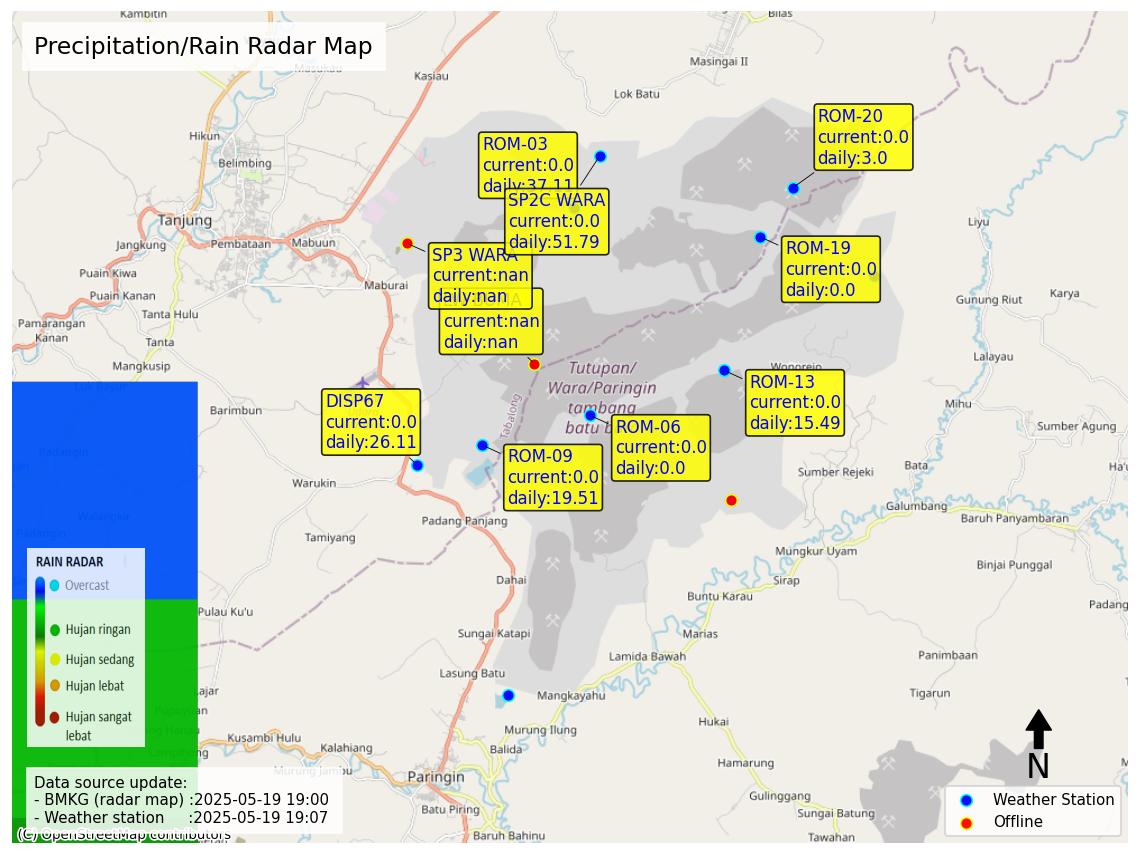 Kambitin
Bilas
Precipitation/Rain Radar Map
Masingai II
Kasiau
Lok Batu
ROM-20
current:0.0
daily:3.0
Hikun
ROM-03
current:0.0
daily:37.11
Belimbing
SP2C WARA
current:0.0
daily:51.79
Tanjung
Liyu
Jangkung
Pembataan
Mabuun
ROM-19
current:0.0
daily:0.0
SP3 WARA
current:nan
daily:nan
Puain Kiwa
Maburai
Puain Kanan
Gunung Riut
Karya
Tanta Hulu
current:nan
daily:nan
Pamarangan
Kanan
Tanta
Lalayau
Mangkusip
Tutupan/
Wara/Paringin
tambang
batu
Wonorejo
ROM-13
current:0.0
daily:15.49
Barimbun
DISP67
current:0.0
daily:26.11
Tabalong
Mihu
ROM-06
current:0.0
daily:0.0
Sumber Agung
ROM-09
current:0.0
daily:19.51
Padangin
Bata
Sumber Rejeki
Warukin
Galumbang
Walangkir
Padang Panjang
Baruh Panyambaran
Tamiyang
Mungkur Uyam
Binjai Punggal
RAIN RADAR
Overcast
Hujan ringan
Hujan sedang
Hujan lebat
Hujan sangat
lebat
Dahai
Sirap
Buntu Karau
Padang
Pulau Ku'u
Sungai Katapi
Marias
Lamida Bawah
Panimbaan
Lasung Batu
Mangkayahu
Tigarun
Hukai
Murung Ilung
Kusambi Hulu
Kalahiang
Balida
Hamarung
N
Murung Jambu
Paringin
Data source update:
- BMKG (radar map) :2025-05-19 19:00
- Weather station :2025-05-19 19:07
Gulinggang
Batu Piring
Sungai Batung
Weather Station
Offline
(C) OpenStreetMap contributors
Baruh Bahinu
Tawahan